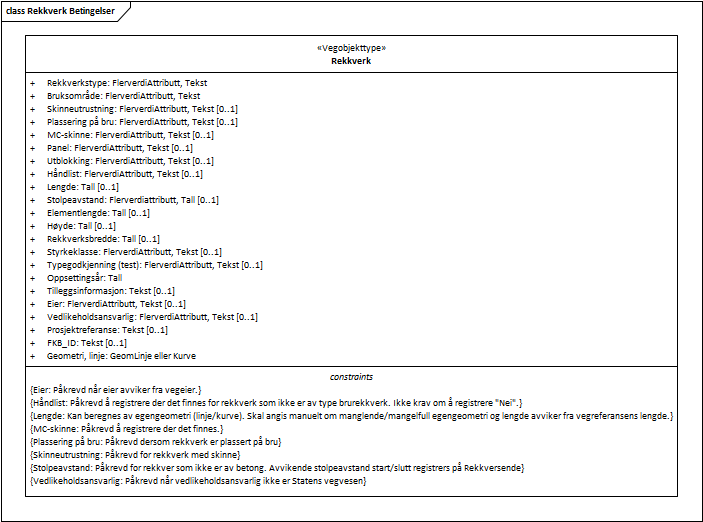 class Rekkverk Betingelser
«Vegobjekttype»
Rekkverk
+ Rekkverkstype: FlerverdiAttributt, Tekst
+ Bruksområde: FlerverdiAttributt, Tekst
+ Skinneutrustning: FlerverdiAttributt, Tekst [0..1]
+ Plassering på bru: FlerverdiAttributt, Tekst [0..1]
+ MC-skinne: FlerverdiAttributt, Tekst [0..1]
+ Panel: FlerverdiAttributt, Tekst [0..1]
+ Utblokking: FlerverdiAttributt, Tekst [0..1]
+ Håndlist: FlerverdiAttributt, Tekst [0..1]
+ Lengde: Tall [0..1]
+ Stolpeavstand: Flerverdiattributt, Tall [0..1]
+ Elementlengde: Tall [0..1]
+ Høyde: Tall [0..1]
+ Rekkverksbredde: Tall [0..1]
+ Styrkeklasse: FlerverdiAttributt, Tekst [0..1]
+ Typegodkjenning (test): FlerverdiAttributt, Tekst [0..1]
+ Oppsettingsår: Tall
+ Tilleggsinformasjon: Tekst [0..1]
+ Eier: FlerverdiAttributt, Tekst [0..1]
+ Vedlikeholdsansvarlig: FlerverdiAttributt, Tekst [0..1]
+ Prosjektreferanse: Tekst [0..1]
+ FKB_ID: Tekst [0..1]
+ Geometri, linje: GeomLinje eller Kurve
constraints
{Eier: Påkrevd når eier avviker fra vegeier.}
{Håndlist: Påkrevd å registrere der det finnes for rekkverk som ikke er av type brurekkverk. Ikke krav om å registrere "Nei".}
{Lengde: Kan beregnes av egengeometri (linje/kurve). Skal angis manuelt om manglende/mangelfull egengeometri og lengde avviker fra vegreferansens lengde.}
{MC-skinne: Påkrevd å registrere der det finnes.}
{Plassering på bru: Påkrevd dersom rekkverk er plassert på bru}
{Skinneutrustning: Påkrevd for rekkverk med skinne}
{Stolpeavstand: Påkrevd for rekkver som ikke er av betong. Avvikende stolpeavstand start/slutt registrers på Rekkversende}
{Vedlikeholdsansvarlig: Påkrevd når vedlikeholdsansvarlig ikke er Statens vegvesen}